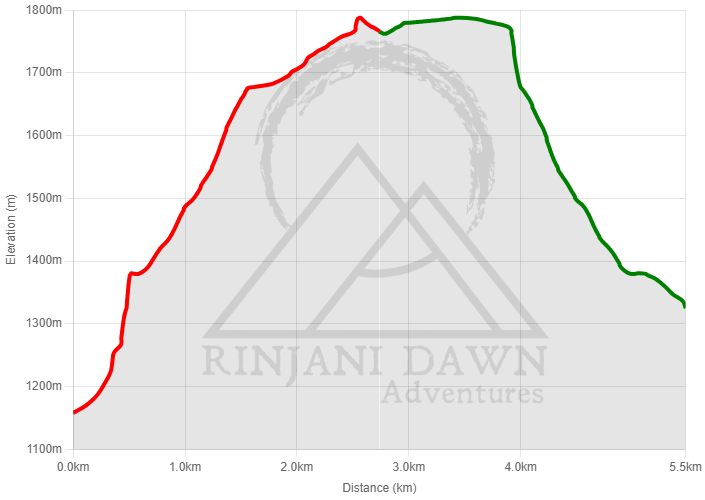 1800m
1700m
1600m
1500m
1400m
1300m
1200m
1100m
Elevation (m)
RINJANI DAWN
Adventures
0.0km 1.0km 2.0km 3.0km 4.0km 5.5km
Distance (km)